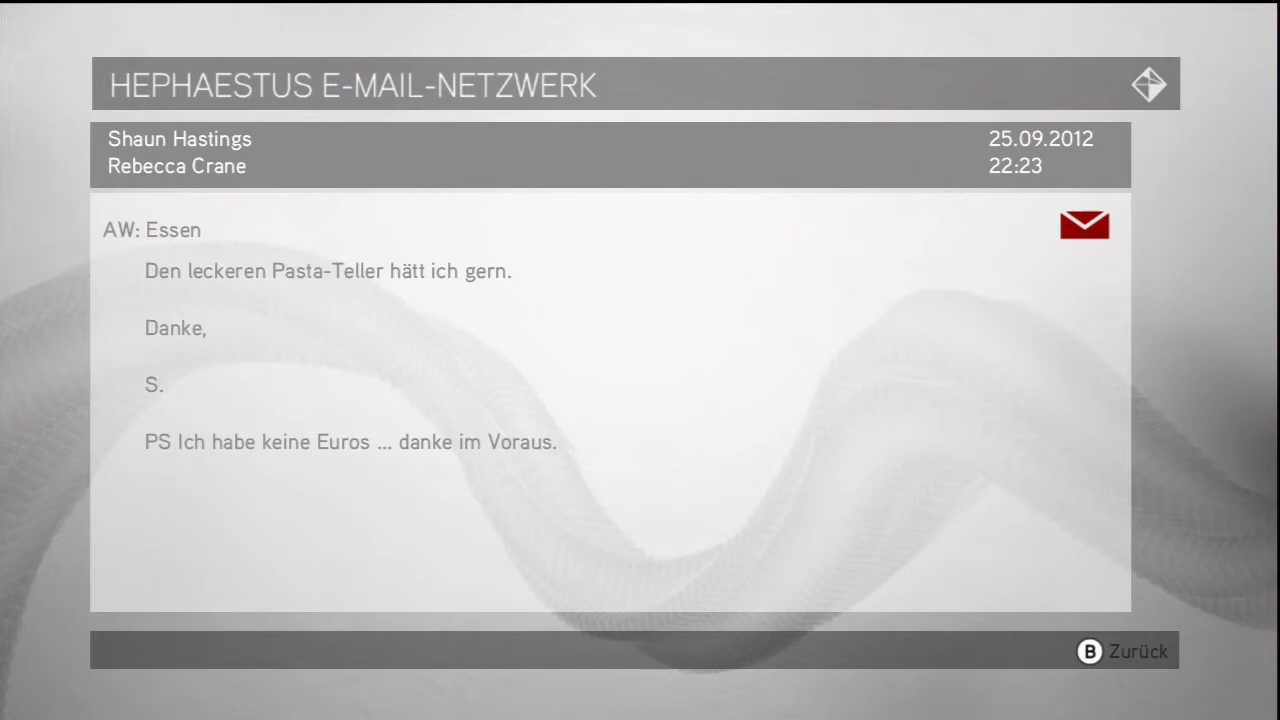 HEPHAESTUS E-MAIL-NETZWERK
Shaun Hastings 25.09.2012
Rebecca Crane 22:23
AW: Essen
Den leckeren Pasta-Teller hätt ich gern.
Danke,
S.
PS Ich habe keine Euros ... danke im Voraus.
B Zurück